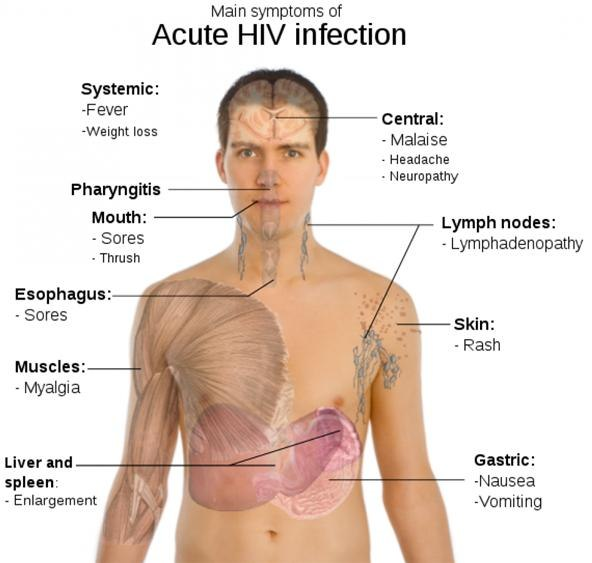 Main symptoms of
Acute HIV infection
Systemic:
-Fever
-Weight loss
Central:
- Malaise
- Headache
- Neuropathy
Pharyngitis
Mouth:
- Sores
- Thrush
Lymph nodes:
- Lymphadenopathy
Esophagus:
- Sores
Skin:
- Rash
Muscles:
- Myalgia
Liver and
spleen:
- Enlargement
Gastric:
-Nausea
-Vomiting